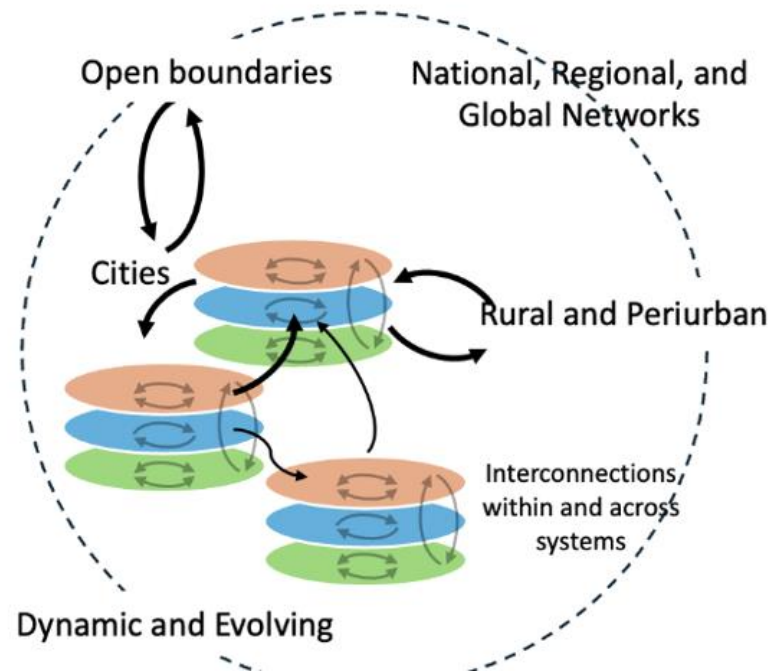 Open boundaries
National, Regional, and
Global Networks
Cities
Rural and Periurban
Interconnections
within and across
systems
Dynamic and Evolving